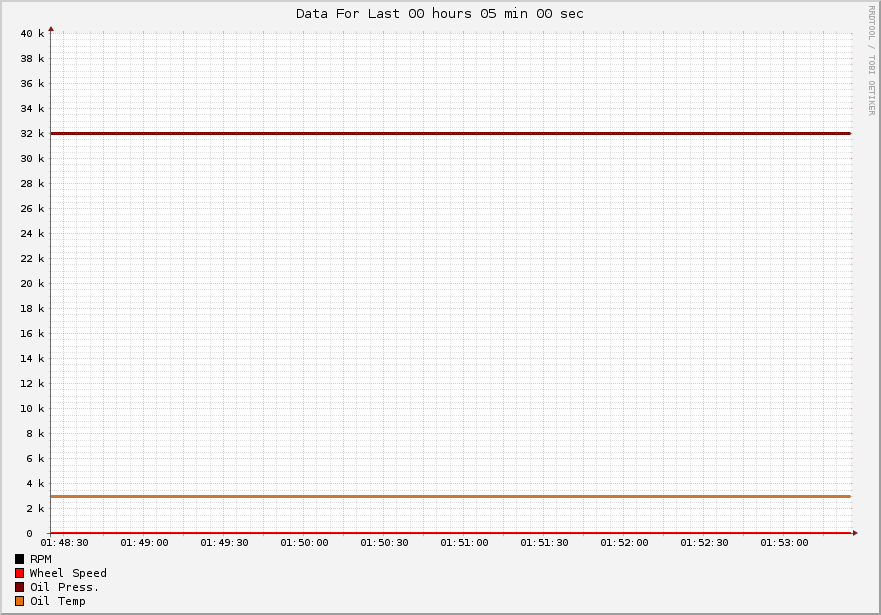 Data For Last 00 hours 05 min 00 sec
RRDTOOL / TOBI OETIKER
40 k
38 k
36 k
34 k
32 k
30 k
28 k
26 k
24 k
22 k
20 k
18 k
16 k
14 k
12 k
10 k
8 k
6 k
4 k
2 k
0
01:48:30 01:49:00 01:49:30 01:50:00 01:50:30 01:51:00 01:51:30 01:52:00 01:52:30 01:53:00
RPM
Wheel Speed
Oil Press.
Oil Temp